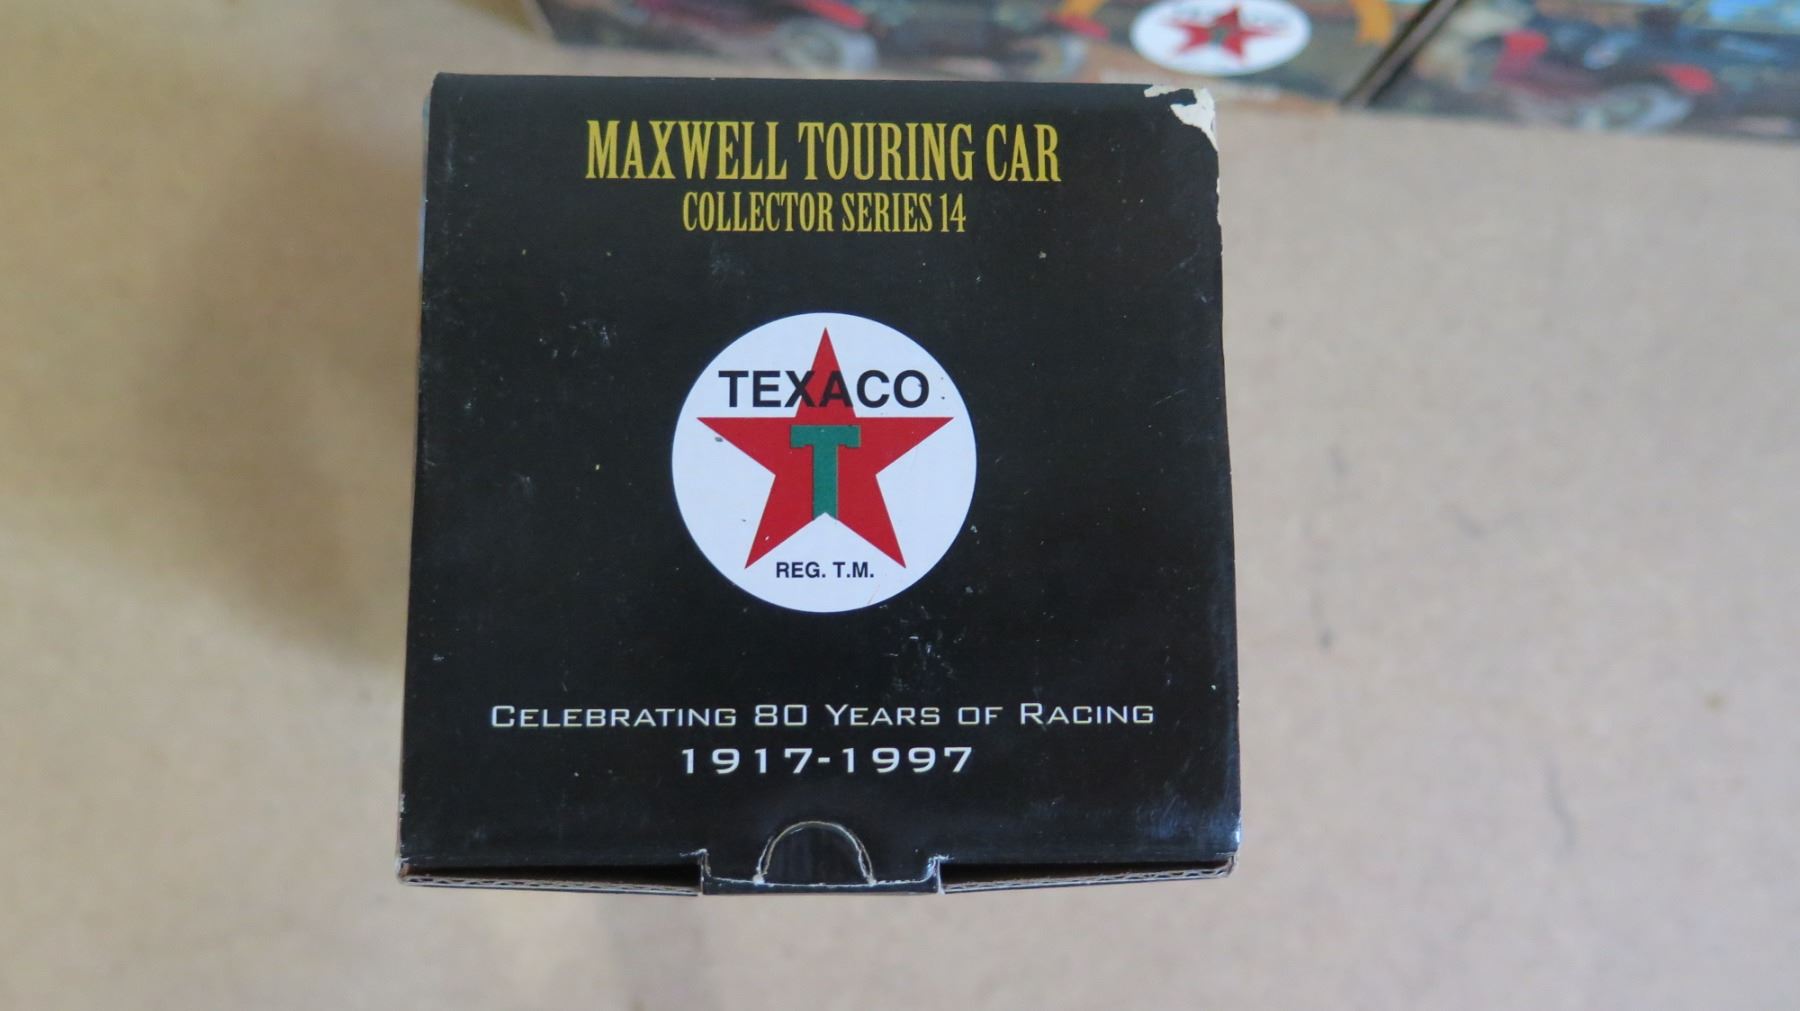 MAXWELL TOURING CAR
COLLECTOR SERIES 14
TEXACO
T
REG. T.M.
CELEBRATING 80 YEARS OF RACING
1917-1997